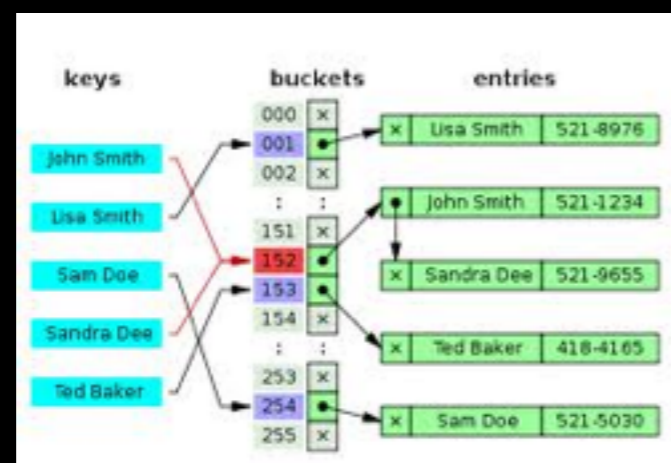 keys
buckets
entries
John Smith
Lisa Smith
Sam Doe
Sandra Dee
Ted Baker
000 ×
001
002 ×
: :
151 ×
152
153
154 ×
: :
253 ×
254
255 ×
× Lisa Smith 521-8976
John Smith 521-1234
× Sandra Dee 521-9655
× Ted Baker 418-4165
× Sam Doe 521-5030